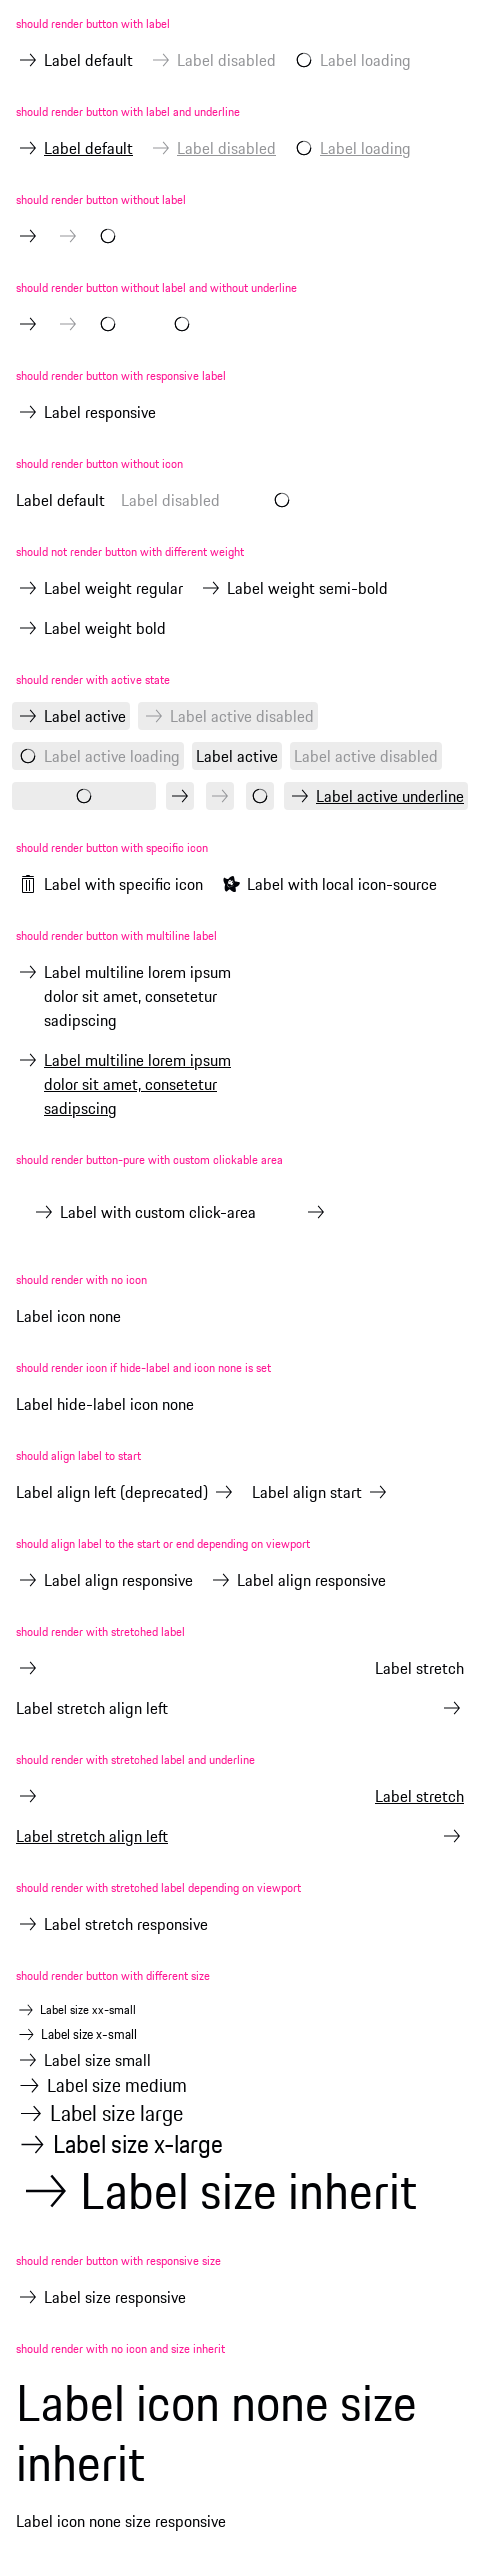 should render button with label
Label default Label disabled Label loading
should render button with label and underline
Label default Label disabled Label loading
should render button without label
should render button without label and without underline
should render button with responsive label
Label responsive
should render button without icon
Label default Label disabled
should not render button with different weight
Label weight regular Label weight semi-bold
Label weight bold
should render with active state
Label active Label active disabled
Label active loading Label active Label active disabled
Label active underline
should render button with specific icon
Label with specific icon Label with local icon-source
should render button with multiline label
Label multiline lorem ipsum
dolor sit amet, consetetur
sadipscing
Label multiline lorem ipsum
dolor sit amet, consetetur
sadipscing
should render button-pure with custom clickable area
Label with custom click-area
should render with no icon
Label icon none
should render icon if hide-label and icon none is set
Label hide-label icon none
should align label to start
Label align left (deprecated) Label align start
should align label to the start or end depending on viewport
Label align responsive Label align responsive
should render with stretched label
Label stretch
Label stretch align left
should render with stretched label and underline
Label stretch
Label stretch align left
should render with stretched label depending on viewport
Label stretch responsive
should render button with different size
Label size xx-small
Label size x-small
Label size small
Label size medium
Label size large
Label size x-large
Label size inherit
should render button with responsive size
Label size responsive
should render with no icon and size inherit
Label icon none size
inherit
Label icon none size responsive